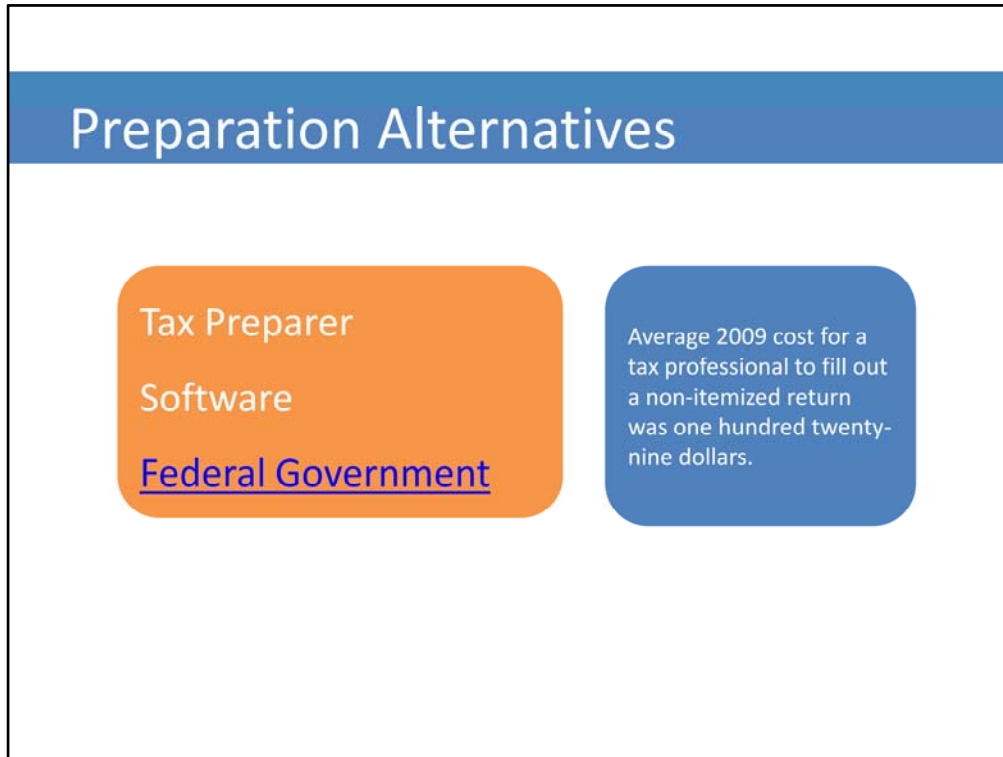 Preparation Alternatives
Tax Preparer
Software
Federal Government
Average 2009 cost for a
tax professional to fill out
a non-itemized return
was one hundred twenty-
nine dollars.